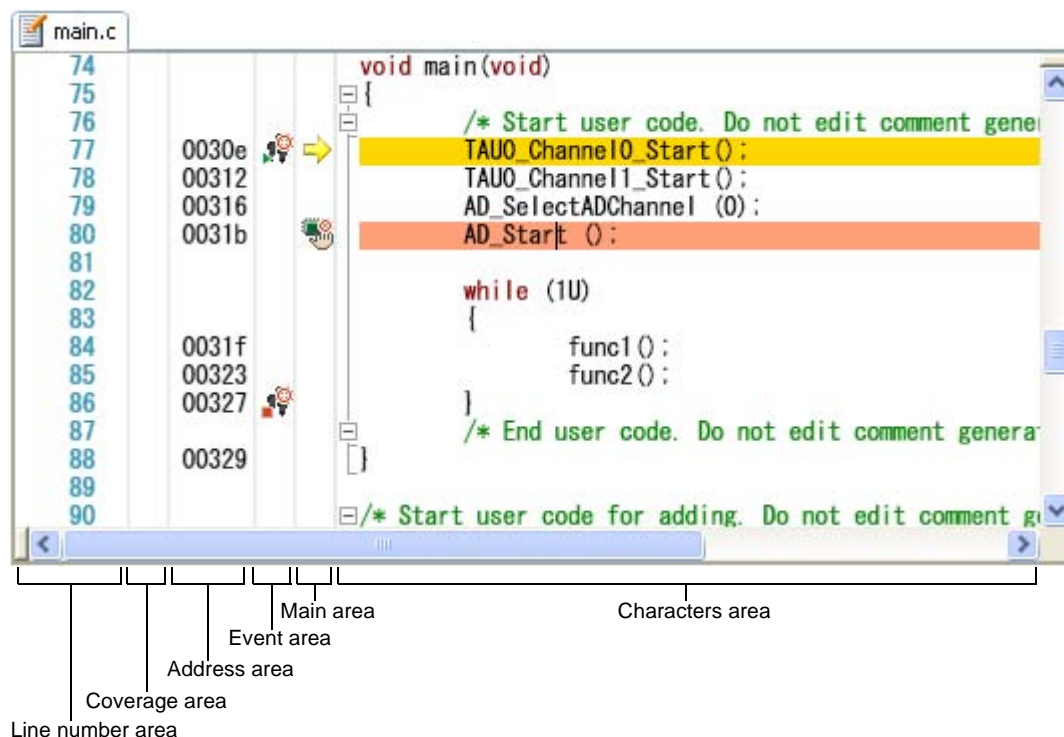 main.c
74 void main(void)
75 {
76 /* Start user code. Do not edit comment gene
77 0030e TAU0_Channel0_Start();
78 00312 TAU0_Channel1_Start();
79 00316 AD_SelectADChannel (0);
80 0031b AD_Start ();
81
82 while (1U)
83 {
84 0031f func1();
85 00323 func2();
86 00327 }
87 /* End user code. Do not edit comment genera
88 00329 }
89
90 /* Start user code for adding. Do not edit comment g
Main area
Characters area
Event area
Address area
Coverage area
Line number area